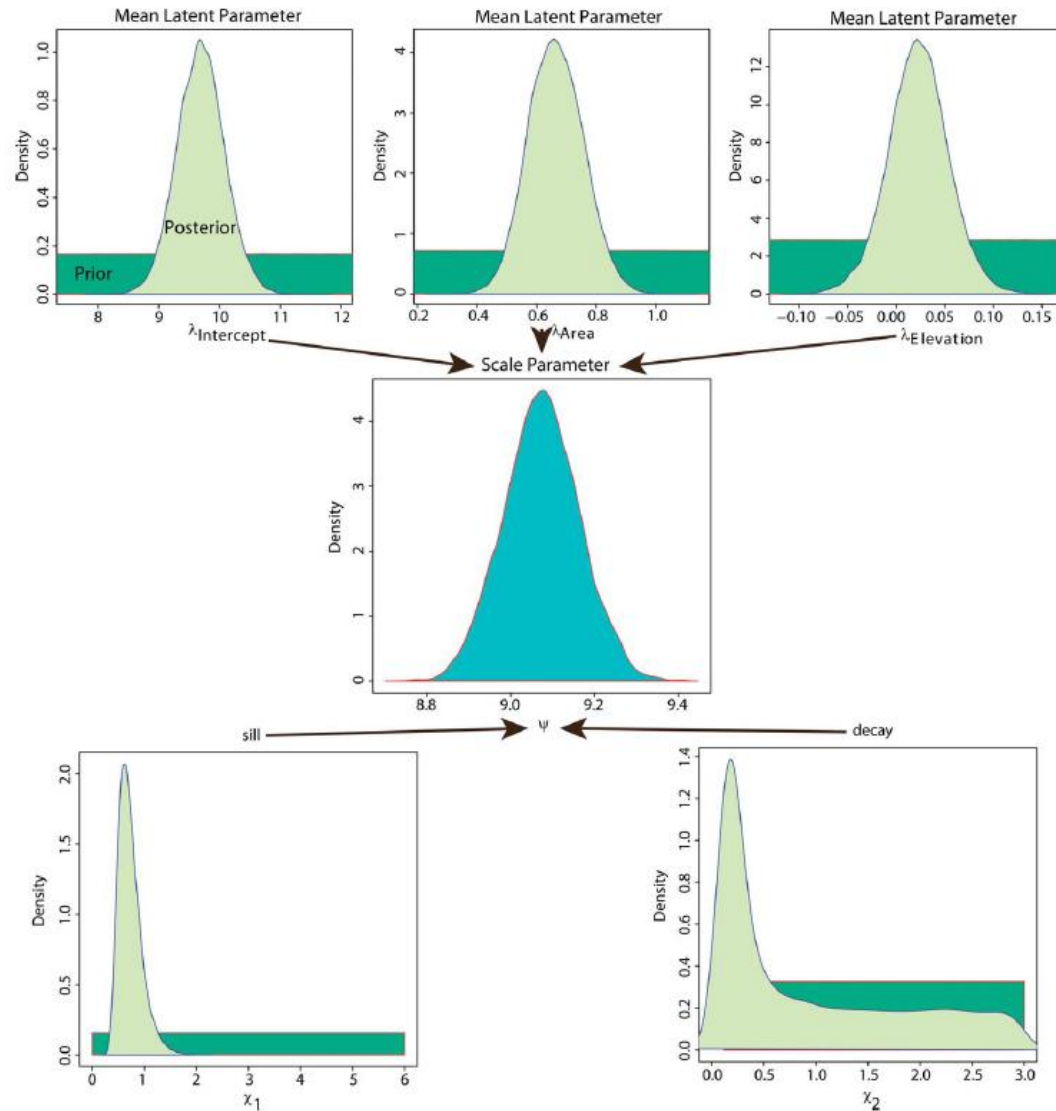 Mean Latent Parameter
Density
0.0 0.2 0.4 0.6 0.8 1.0
Posterior
Prior
8 9 10 11 12
λIntercept
Mean Latent Parameter
Density
0 1 2 3 4
0.2 0.4 0.6 0.8 1.0
λArea
Mean Latent Parameter
Density
0 2 4 6 8 10 12
−0.10 −0.05 0.00 0.05 0.10 0.15
λElevation
Scale Parameter
Density
0 1 2 3 4
8.8 9.0 9.2 9.4
ψ
sill
decay
Density
0.0 0.5 1.0 1.5 2.0
0 1 2 3 4 5 6
χ1
Density
0.0 0.2 0.4 0.6 0.8 1.0 1.2 1.4
0.0 0.5 1.0 1.5 2.0 2.5 3.0
χ2